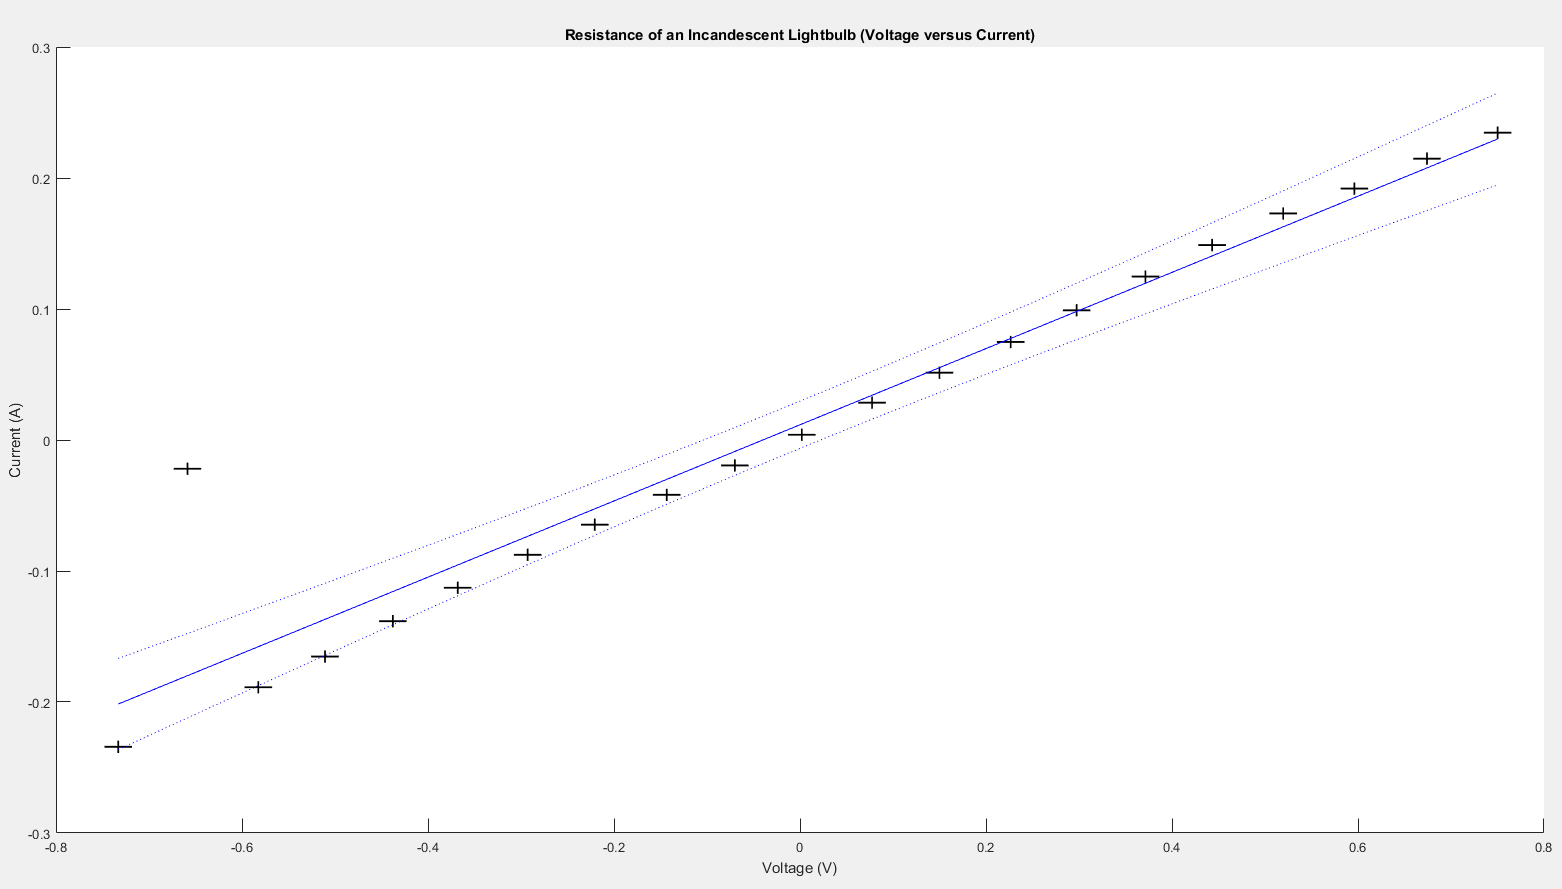 Resistance of an Incandescent Lightbulb (Voltage versus Current)
0.3
0.2
0.1
0
-0.1
-0.2
-0.3
Current (A)
-0.8 -0.6 -0.4 -0.2 0 0.2 0.4 0.6 0.8
Voltage (V)